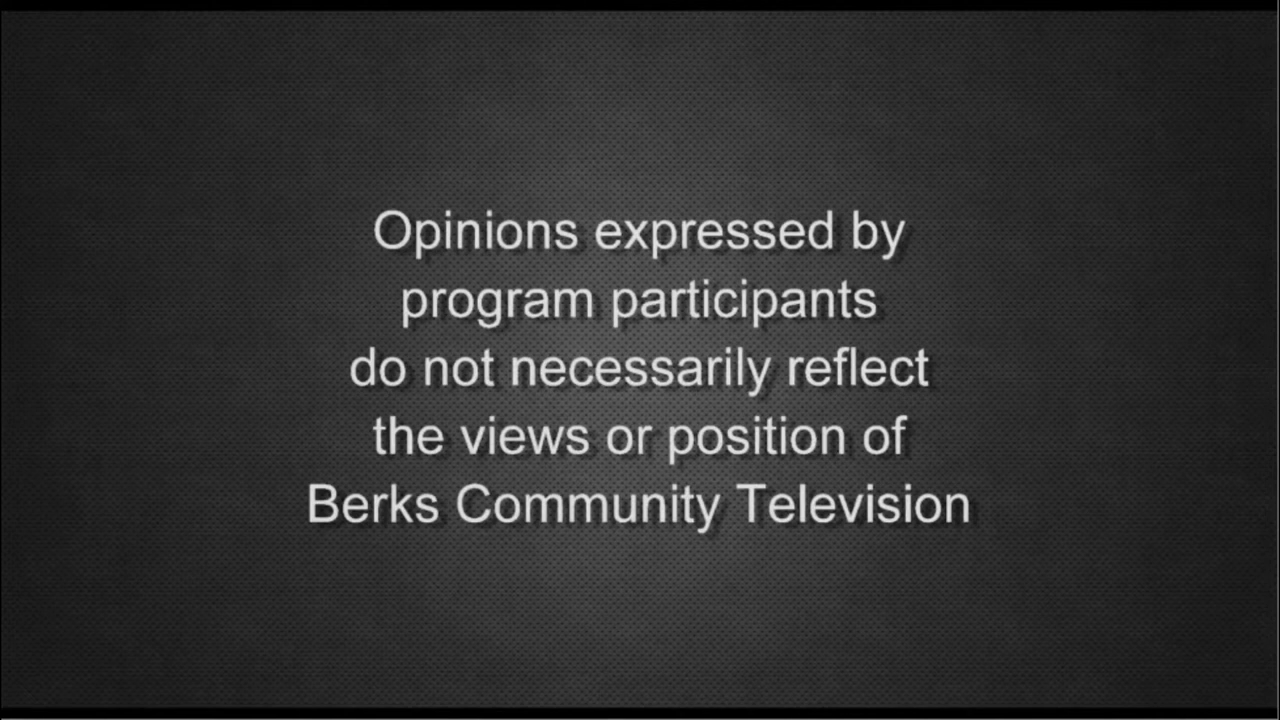 Opinions expressed by
program participants
do not necessarily reflect
the views or position of
Berks Community Television